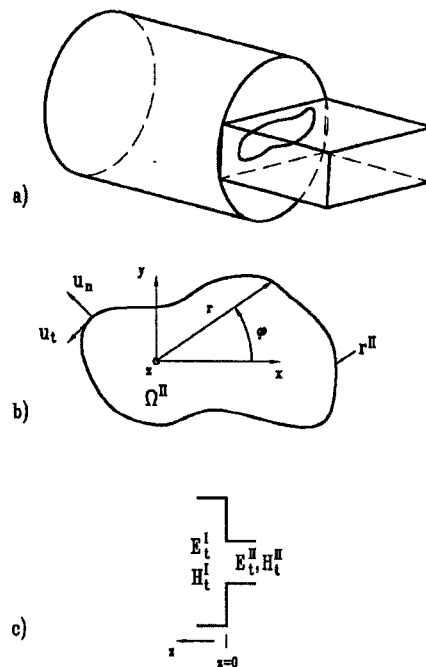 a)
u_n
y
u_t
r
φ
z
x
r^II
Ω^II
b)
E_t^I
E_t^II, H_t^II
H_t^I
c)
z
z=0